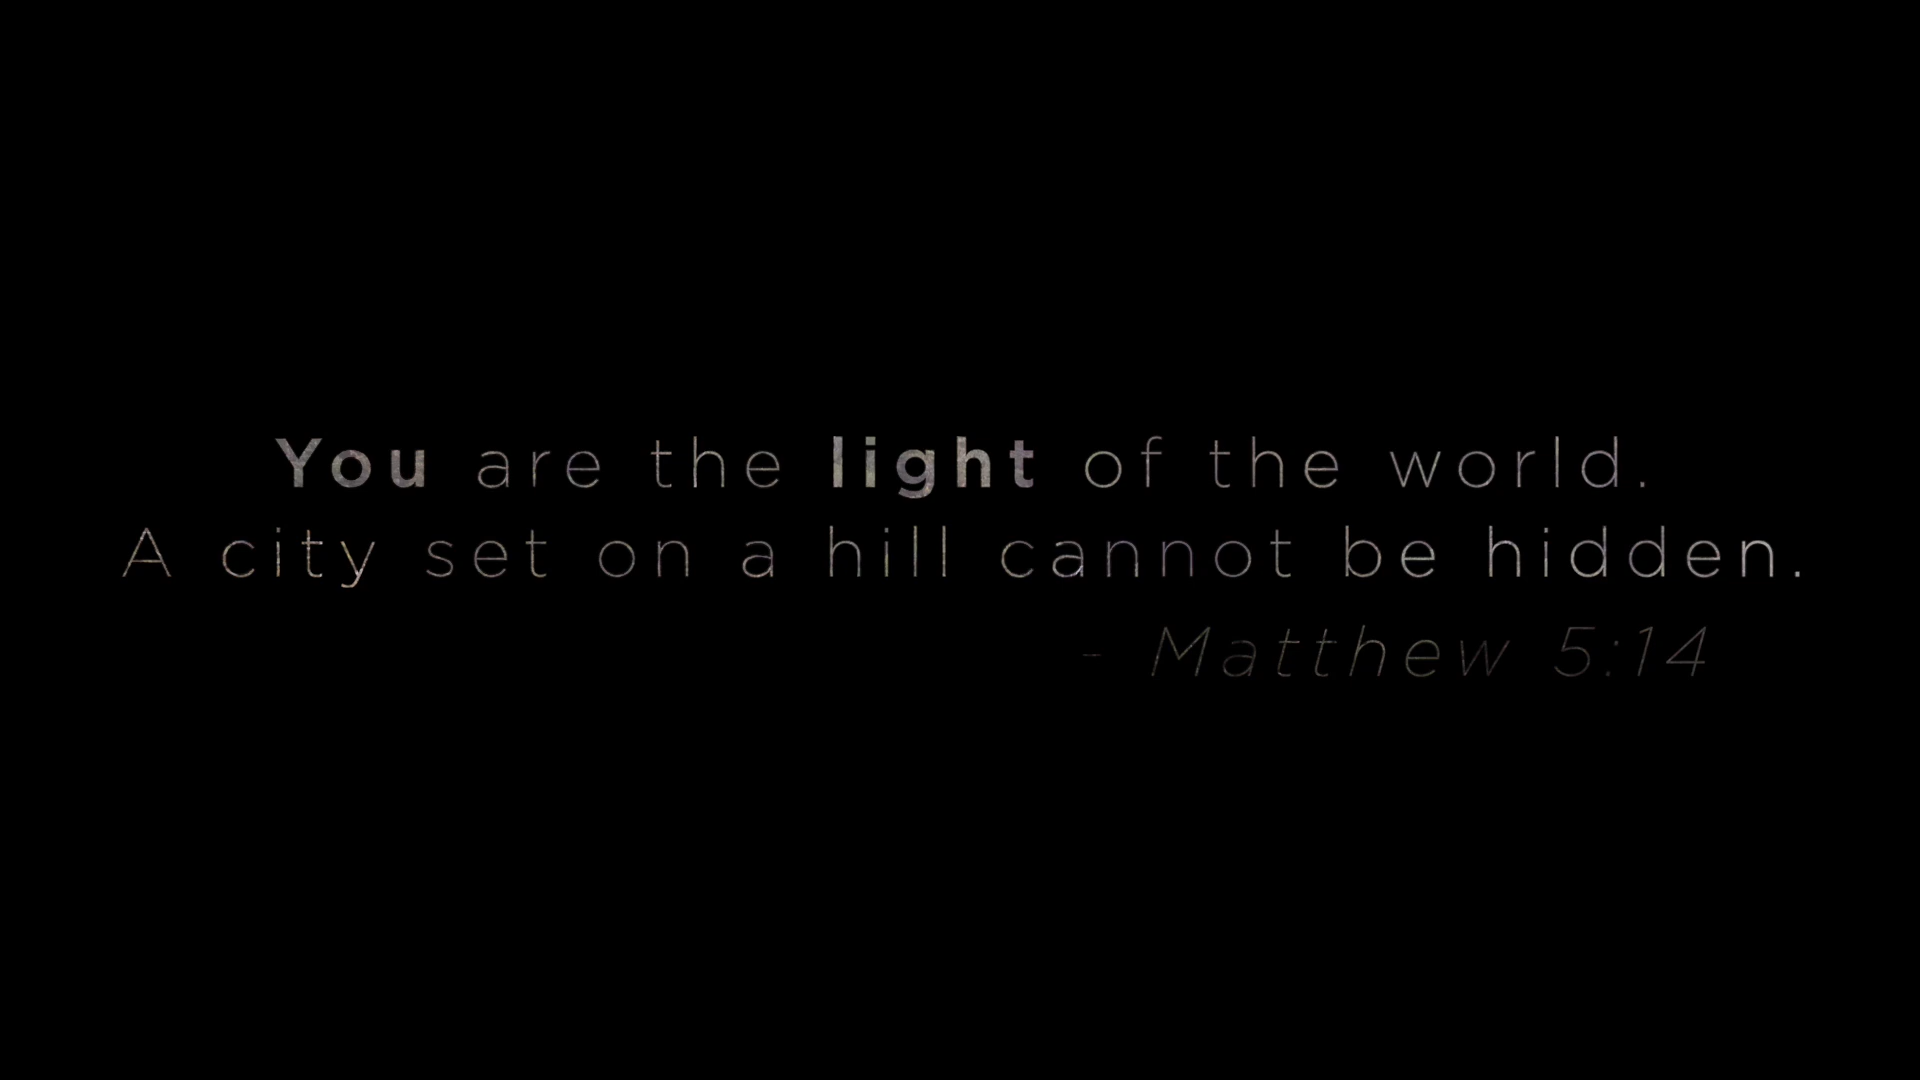 You are the light of the world.
A city set on a hill cannot be hidden.
- Matthew 5:14